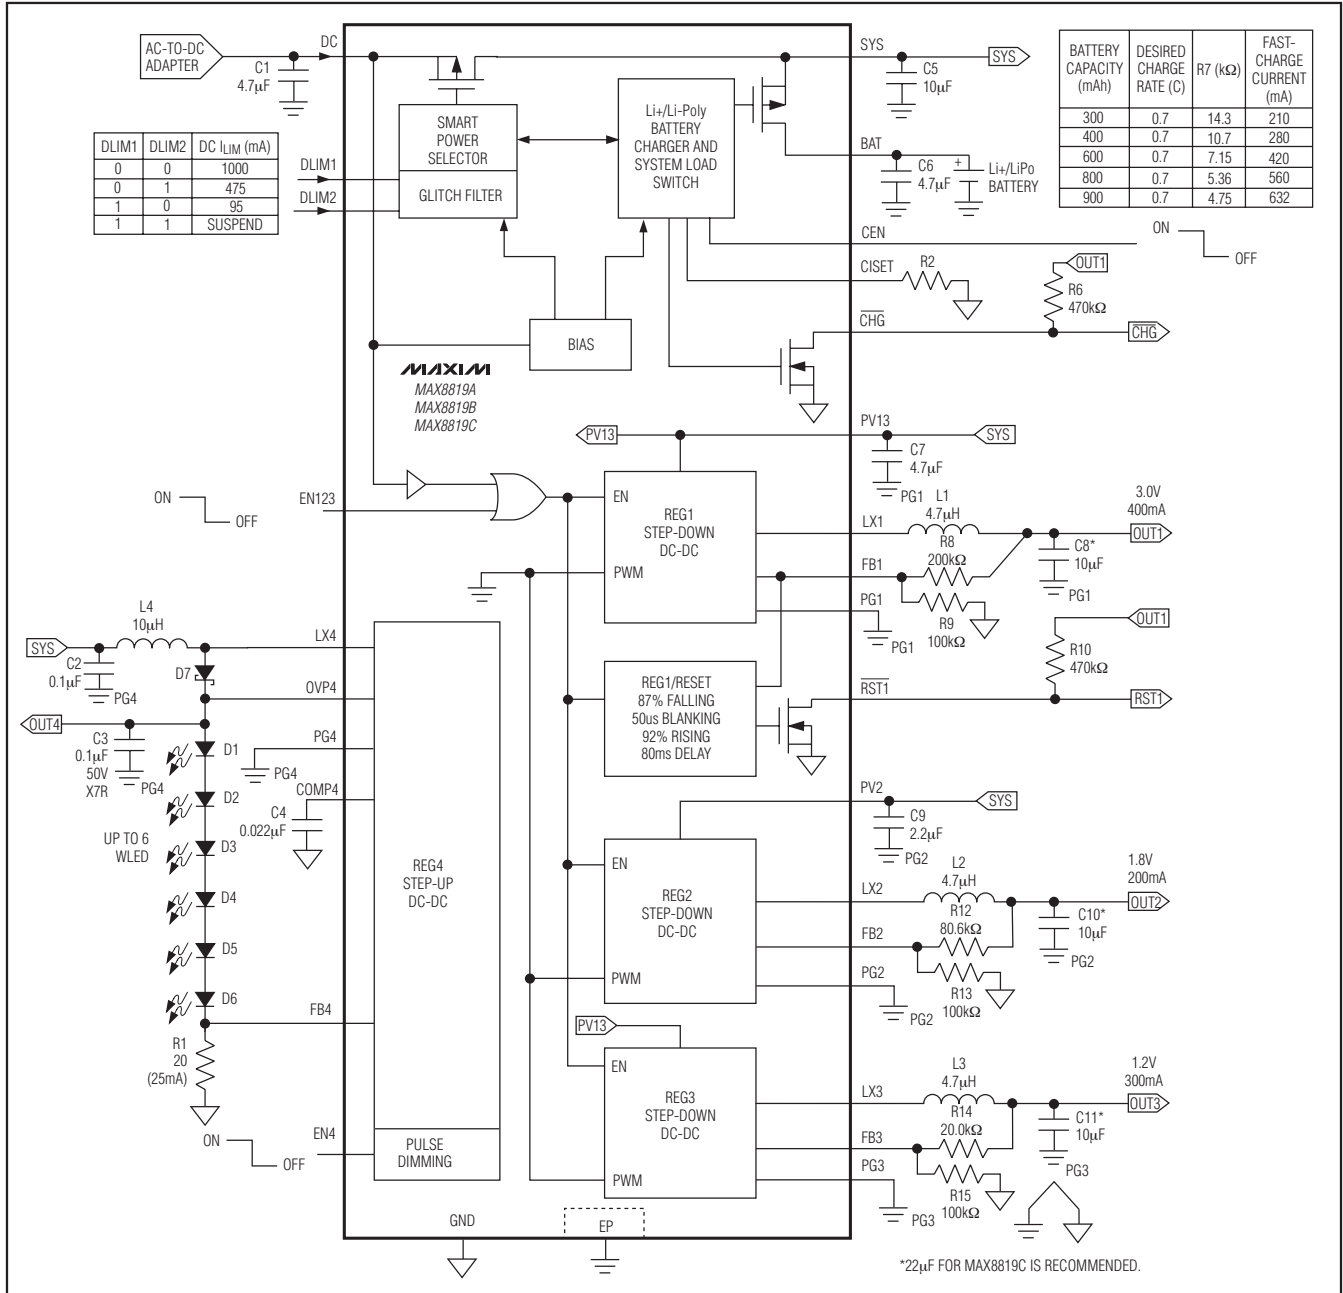 AC-TO-DC
ADAPTER
C1
4.7µF
DC
DLIM1 DLIM2 DC ILIM (mA)
0 0 1000
0 1 475
1 0 95
1 1 SUSPEND
DLIM1
DLIM2
SMART
POWER
SELECTOR
GLITCH FILTER
Li+/Li-Poly
BATTERY
CHARGER AND
SYSTEM LOAD
SWITCH
BIAS
MAXIM
MAX8819A
MAX8819B
MAX8819C
SYS
C5
10µF
SYS
BAT
C6
4.7µF
+
Li+/LiPo
BATTERY
BATTERY
CAPACITY
(mAh)
DESIRED
CHARGE
RATE (C)
R7 (kΩ)
FAST-
CHARGE
CURRENT
(mA)
300 0.7 14.3 210
400 0.7 10.7 280
600 0.7 7.15 420
800 0.7 5.36 560
900 0.7 4.75 632
CEN
ON
OFF
CISET
R2
OUT1
R6
470kΩ
CHG
CHG
PV13
PV13
SYS
C7
4.7µF
PG1
ON
OFF
EN123
EN
REG1
STEP-DOWN
DC-DC
PWM
LX1
L1
4.7µH
R8
200kΩ
3.0V
400mA
OUT1
C8*
10µF
PG1
FB1
R9
100kΩ
PG1
PG1
OUT1
R10
470kΩ
REG1/RESET
87% FALLING
50us BLANKING
92% RISING
80ms DELAY
RST1
RST1
L4
10µH
SYS
C2
0.1µF
PG4
LX4
D7
OVP4
OUT4
C3
0.1µF
50V
X7R
PG4
PG4
PG4
COMP4
C4
0.022µF
D1
D2
D3
D4
D5
D6
UP TO 6
WLED
REG4
STEP-UP
DC-DC
FB4
R1
20
(25mA)
EN4
ON
OFF
PULSE
DIMMING
PV2
SYS
C9
2.2µF
PG2
EN
REG2
STEP-DOWN
DC-DC
PWM
LX2
L2
4.7µH
R12
80.6kΩ
1.8V
200mA
OUT2
C10*
10µF
PG2
FB2
R13
100kΩ
PG2
PG2
PV13
EN
REG3
STEP-DOWN
DC-DC
PWM
LX3
L3
4.7µH
R14
20.0kΩ
1.2V
300mA
OUT3
C11*
10µF
PG3
FB3
R15
100kΩ
PG3
PG3
GND
EP
*22µF FOR MAX8819C IS RECOMMENDED.